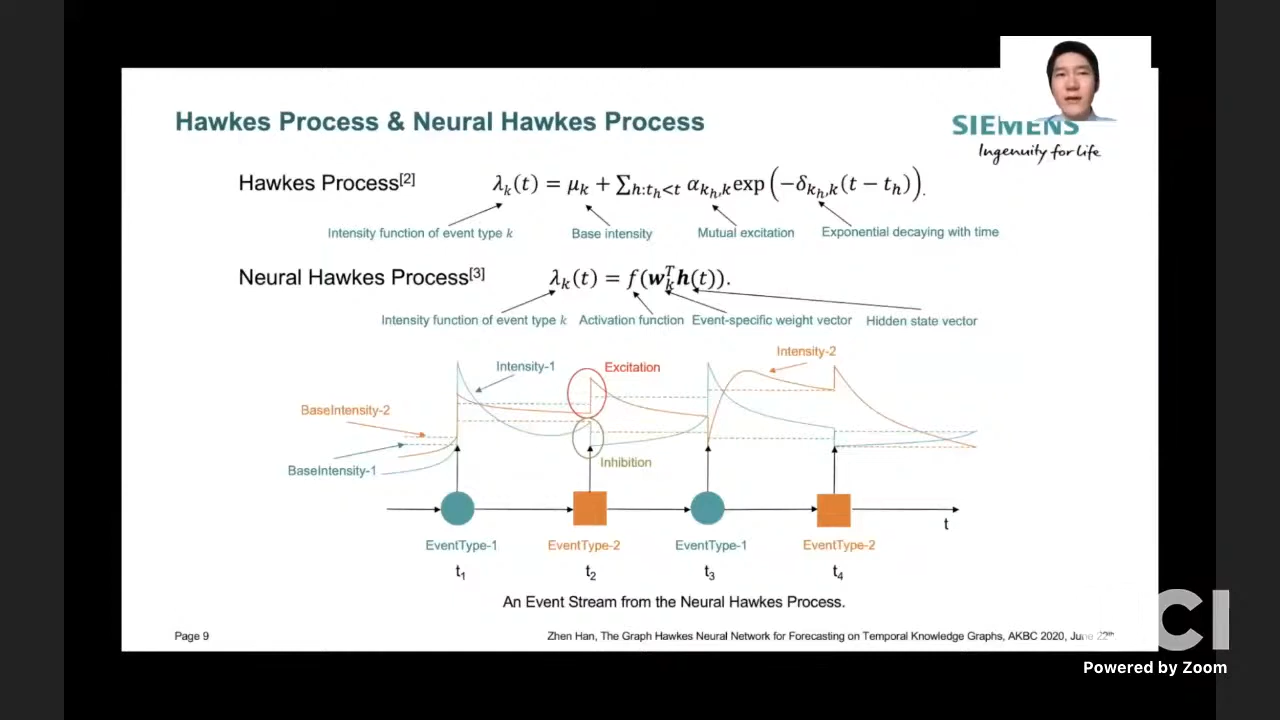 Hawkes Process & Neural Hawkes Process
SIEMENS
Ingenuity for Life
Hawkes Process[2] λ_k(t) = μ_k + Σ_{h:t_h<t} α_{k_h,k} exp(−δ_{k_h,k}(t − t_h)).
Intensity function of event type k Base intensity Mutual excitation Exponential decaying with time
Neural Hawkes Process[3] λ_k(t) = f(w_k^T h(t)).
Intensity function of event type k Activation function Event-specific weight vector Hidden state vector
Intensity-2
Intensity-1 Excitation
BaseIntensity-2
Inhibition
BaseIntensity-1
t
EventType-1 EventType-2 EventType-1 EventType-2
t₁ t₂ t₃ t₄
An Event Stream from the Neural Hawkes Process.
Page 9 Zhen Han, The Graph Hawkes Neural Network for Forecasting on Temporal Knowledge Graphs, AKBC 2020, June 22th
CI
Powered by Zoom